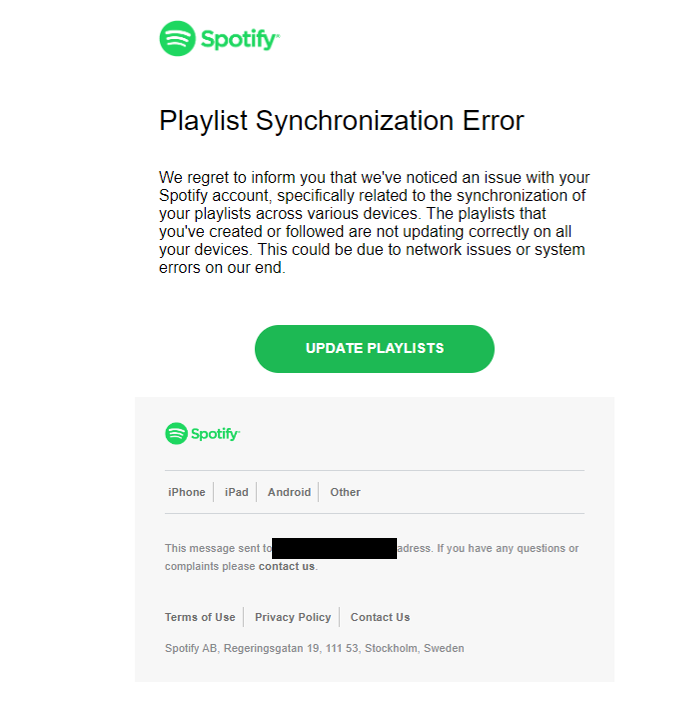 Spotify
Playlist Synchronization Error
We regret to inform you that we've noticed an issue with your
Spotify account, specifically related to the synchronization of
your playlists across various devices. The playlists that
you've created or followed are not updating correctly on all
your devices. This could be due to network issues or system
errors on our end.
UPDATE PLAYLISTS
Spotify
iPhone iPad Android Other
This message sent to adress. If you have any questions or
complaints please contact us.
Terms of Use Privacy Policy Contact Us
Spotify AB, Regeringsgatan 19, 111 53, Stockholm, Sweden